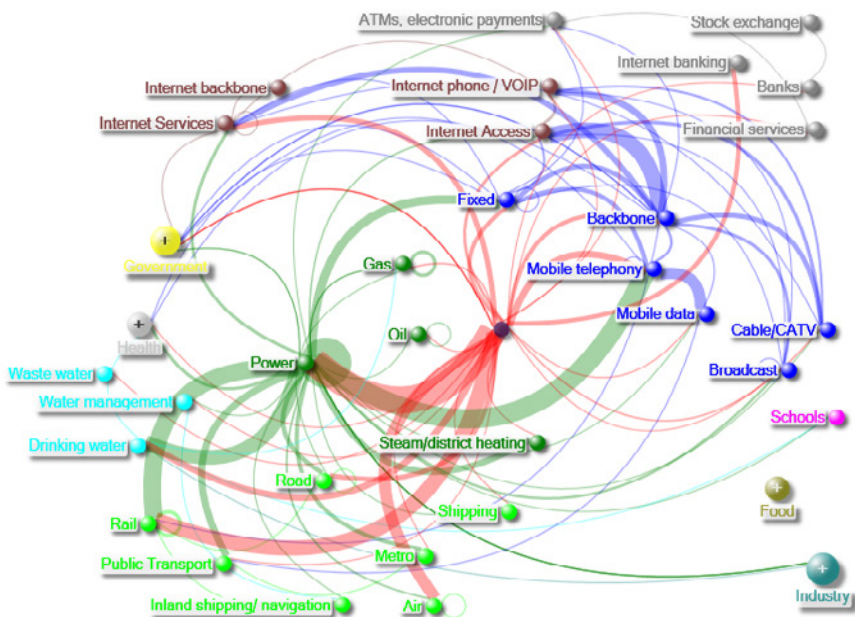 ATMs, electronic payments
Stock exchange
Internet banking
Internet backbone
Internet phone / VOIP
Banks
Internet Services
Internet Access
Financial services
Fixed
Backbone
Government
Gas
Mobile telephony
Mobile data
Health
Oil
Cable/CATV
Power
Broadcast
Waste water
Water management
Schools
Drinking water
Steam/district heating
Road
Food
Shipping
Rail
Public Transport
Metro
Industry
Inland shipping/ navigation
Air